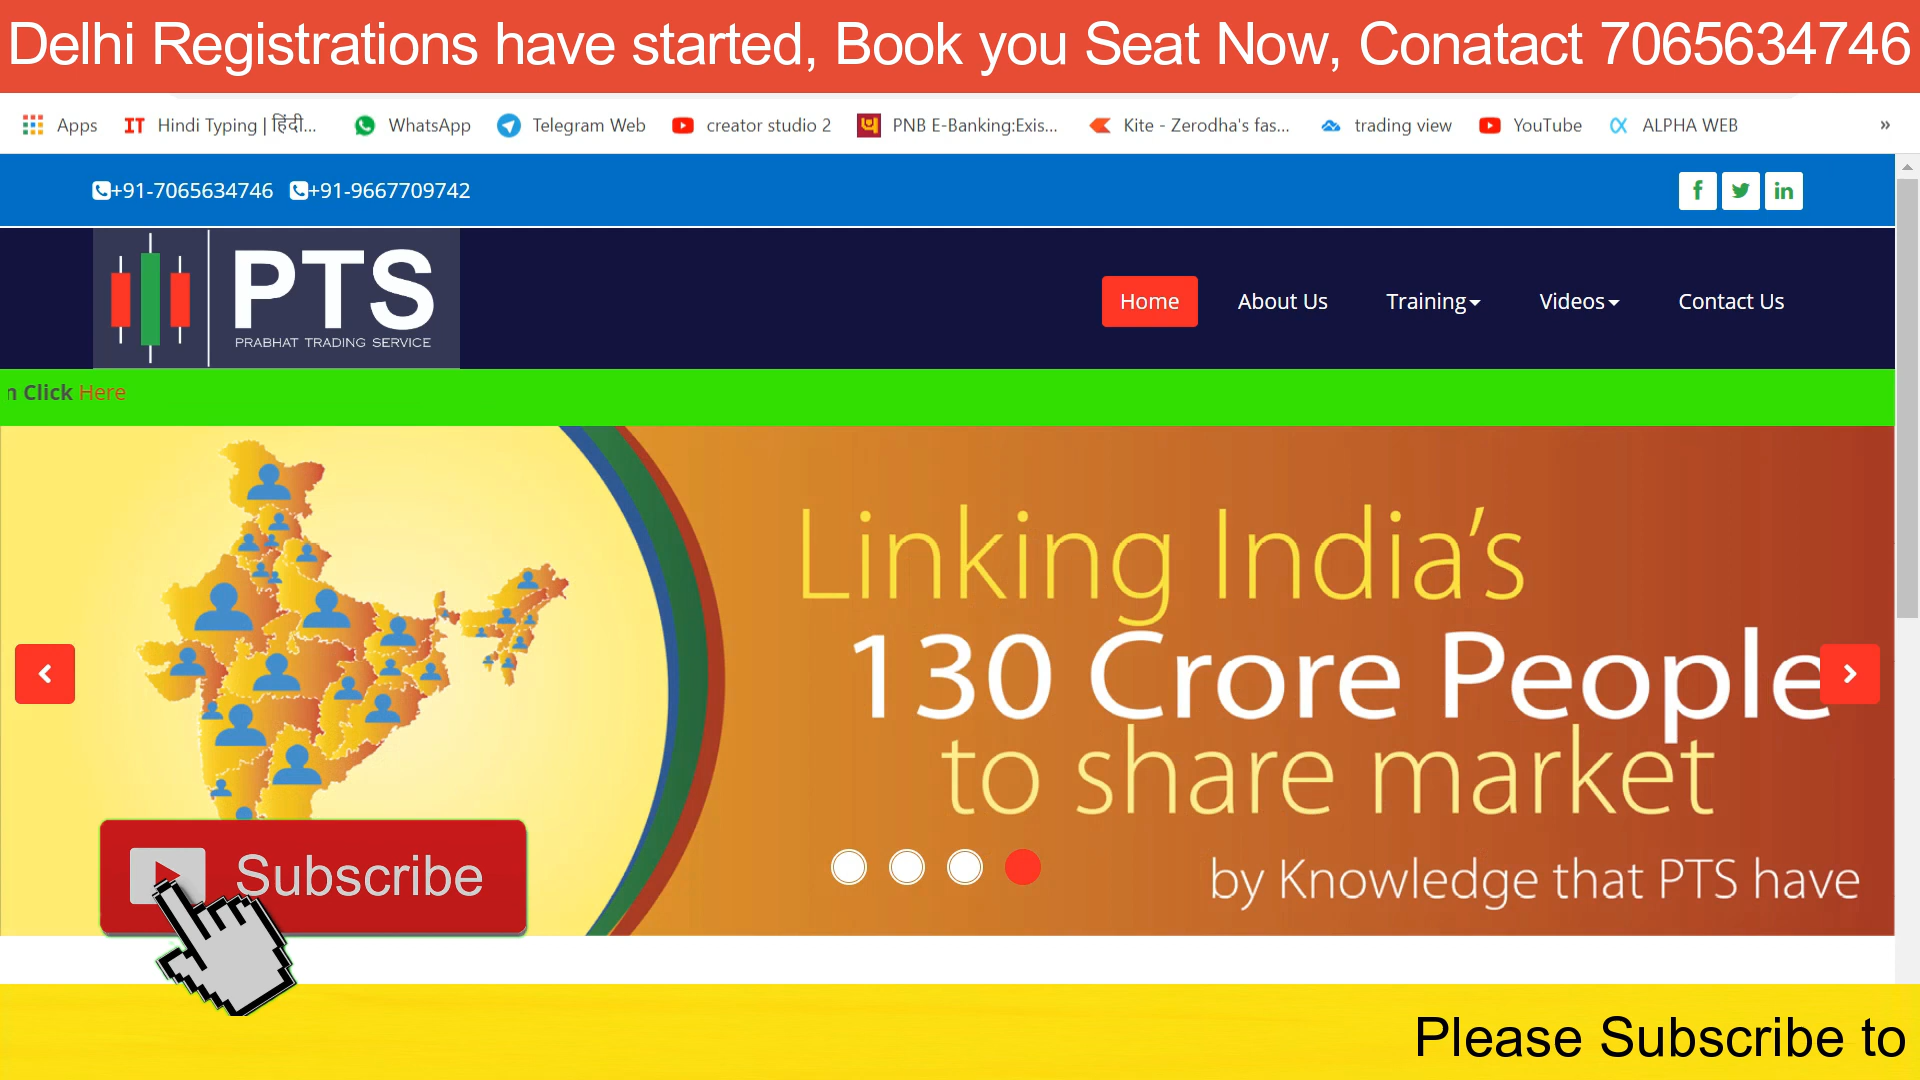 Delhi Registrations have started, Book you Seat Now, Conatact 7065634746
Apps IT Hindi Typing | हिंदी... WhatsApp Telegram Web creator studio 2 PNB E-Banking:Exis... Kite - Zerodha's fas... trading view YouTube ALPHA WEB »
+91-7065634746 +91-9667709742
PTS
PRABHAT TRADING SERVICE
Home About Us Training Videos Contact Us
n Click Here
Linking India's
130 Crore People
to share market
by Knowledge that PTS have
Subscribe
Please Subscribe to